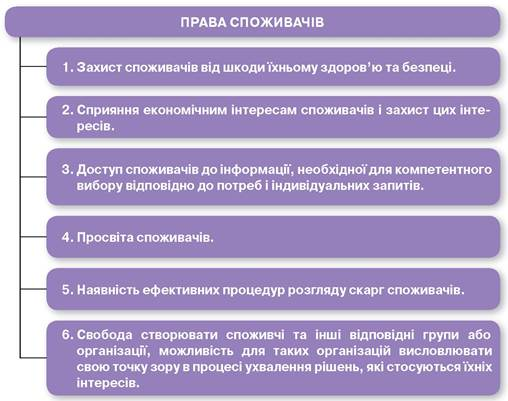 ПРАВА СПОЖИВАЧІВ
1. Захист споживачів від шкоди їхньому здоров’ю та безпеці.
2. Сприяння економічним інтересам споживачів і захист цих інте-
ресів.
3. Доступ споживачів до інформації, необхідної для компетентного
вибору відповідно до потреб і індивідуальних запитів.
4. Просвіта споживачів.
5. Наявність ефективних процедур розгляду скарг споживачів.
6. Свобода створювати споживчі та інші відповідні групи або
організації, можливість для таких організацій висловлювати
свою точку зору в процесі ухвалення рішень, які стосуються їхніх
інтересів.